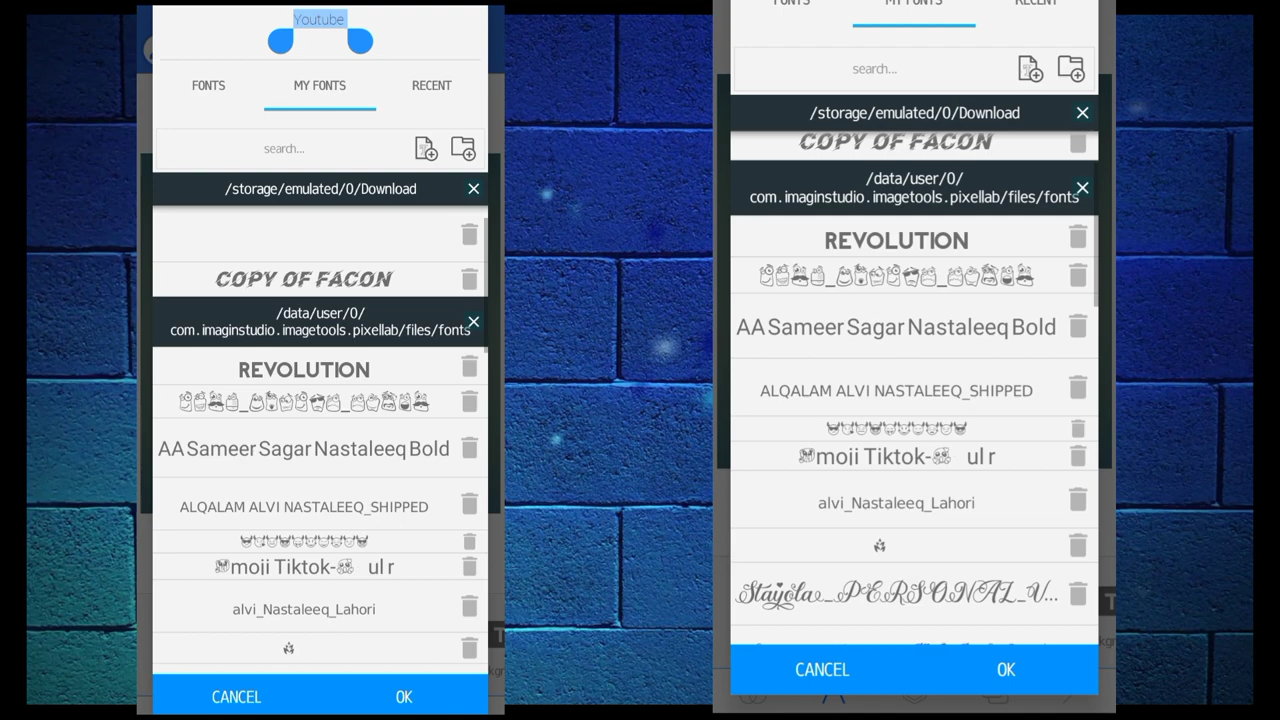 Youtube
FONTS
MY FONTS
RECENT
search...
/storage/emulated/0/Download
COPY OF FACON
/data/user/0/
com.imaginstudio.imagetools.pixellab/files/fonts
REVOLUTION
AA Sameer Sagar Nastaleeq Bold
ALQALAM ALVI NASTALEEQ_SHIPPED
moji Tiktok- ul r
alvi_Nastaleeq_Lahori
CANCEL
OK
FONTS
MY FONTS
RECENT
search...
/storage/emulated/0/Download
COPY OF FACON
/data/user/0/
com.imaginstudio.imagetools.pixellab/files/fonts
REVOLUTION
AA Sameer Sagar Nastaleeq Bold
ALQALAM ALVI NASTALEEQ_SHIPPED
moji Tiktok- ul r
alvi_Nastaleeq_Lahori
Stayola_PERSONAL_V...
CANCEL
OK